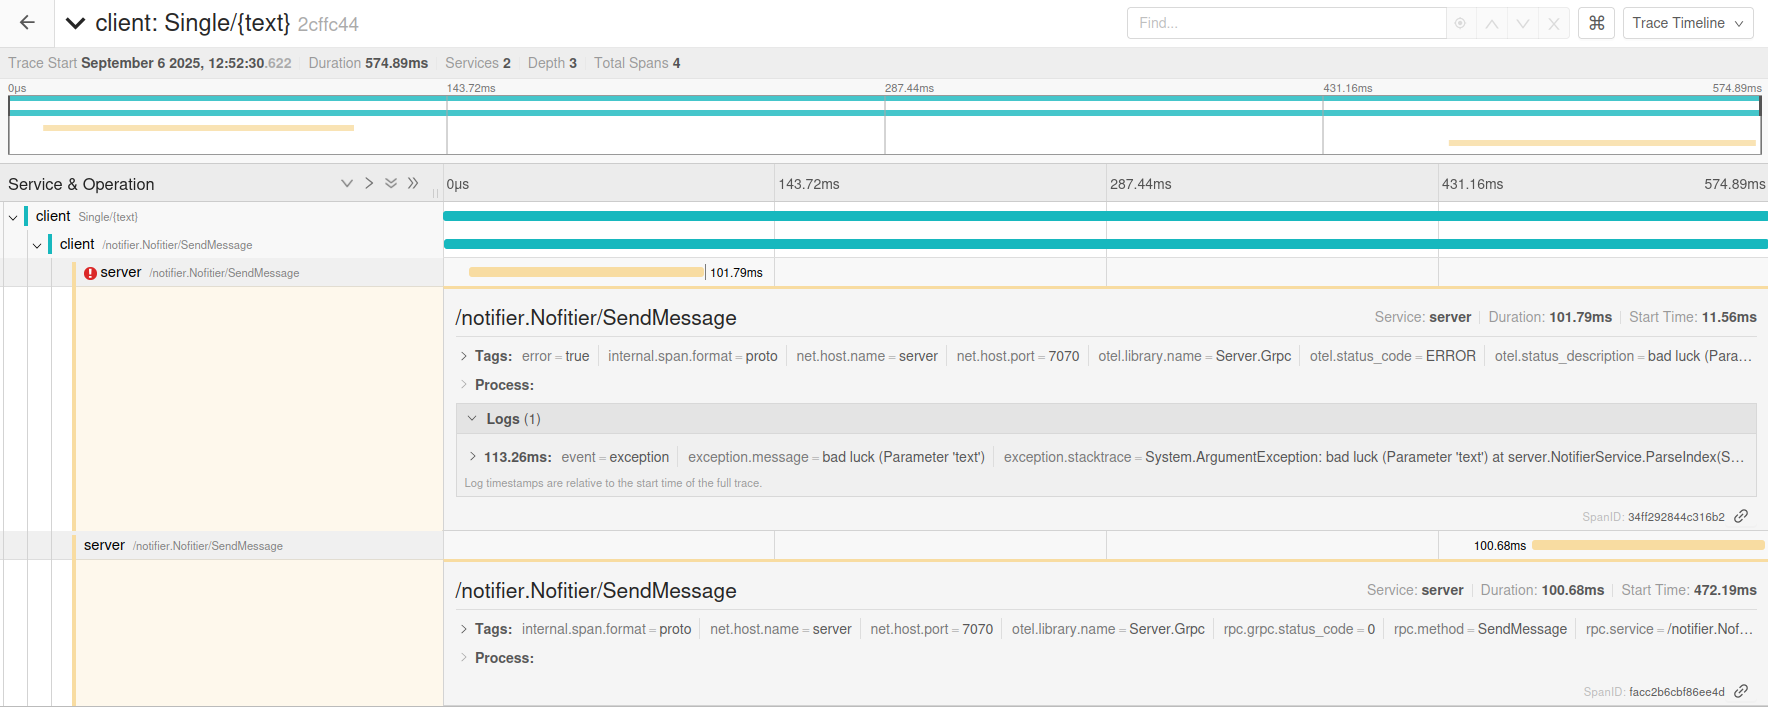 client: Single/{text} 2cffc44
Find...
Trace Timeline
Trace Start September 6 2025, 12:52:30.622 Duration 574.89ms Services 2 Depth 3 Total Spans 4
0μs 143.72ms 287.44ms 431.16ms 574.89ms
Service & Operation 0μs 143.72ms 287.44ms 431.16ms 574.89ms
client Single/{text}
client /notifier.Nofitier/SendMessage
server /notifier.Nofitier/SendMessage 101.79ms
/notifier.Nofitier/SendMessage Service: server Duration: 101.79ms Start Time: 11.56ms
Tags: error = true internal.span.format = proto net.host.name = server net.host.port = 7070 otel.library.name = Server.Grpc otel.status_code = ERROR otel.status_description = bad luck (Para…
Process:
Logs (1)
113.26ms: event = exception exception.message = bad luck (Parameter 'text') exception.stacktrace = System.ArgumentException: bad luck (Parameter 'text') at server.NotifierService.ParseIndex(S…
Log timestamps are relative to the start time of the full trace.
SpanID: 34ff292844c316b2
server /notifier.Nofitier/SendMessage 100.68ms
/notifier.Nofitier/SendMessage Service: server Duration: 100.68ms Start Time: 472.19ms
Tags: internal.span.format = proto net.host.name = server net.host.port = 7070 otel.library.name = Server.Grpc rpc.grpc.status_code = 0 rpc.method = SendMessage rpc.service = /notifier.Nof…
Process:
SpanID: facc2b6cbf86ee4d